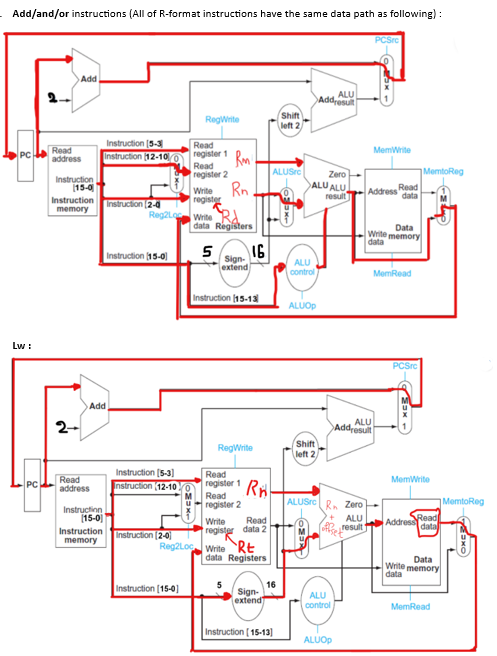 . Add/and/or instructions (All of R-format instructions have the same data path as following) :
PCSrc
0
M
u
x
1
Add
2
Add ALU
result
Shift
left 2
RegWrite
PC
Read
address
Instruction
[15-0]
Instruction
memory
Instruction [5-3]
Instruction [12-10]
Instruction [2-0]
Reg2Loc
0
M
u
x
1
Read
register 1
Read
register 2
Write
register
Write
data Registers
Rm
Rn
Rd
ALUSrc
0
M
u
x
1
Zero
ALU ALU
result
MemWrite
MemtoReg
Address Read
data
Write
data
Data
memory
1
M
MemRead
Instruction [15-0]
5
16
Sign-
extend
ALU
control
Instruction [15-13]
ALUOp
Lw :
PCSrc
0
M
u
x
1
Add
2
Add ALU
result
Shift
left 2
RegWrite
PC
Read
address
Instruction
[15-0]
Instruction
memory
Instruction [5-3]
Instruction [12-10
Instruction [2-0]
Reg2Loc
0
M
u
x
1
Read
register 1
Read
register 2
Write
register
Read
data 2
Write
data Registers
Rn
Rt
ALUSrc
0
M
u
x
1
Rn
+
Zero
ALU
result
MemWrite
MemtoReg
Address
Read
data
Write
data
Data
memory
1
M
u
x
0
MemRead
Instruction [15-0]
5
16
Sign-
extend
ALU
control
Instruction [15-13]
ALUOp